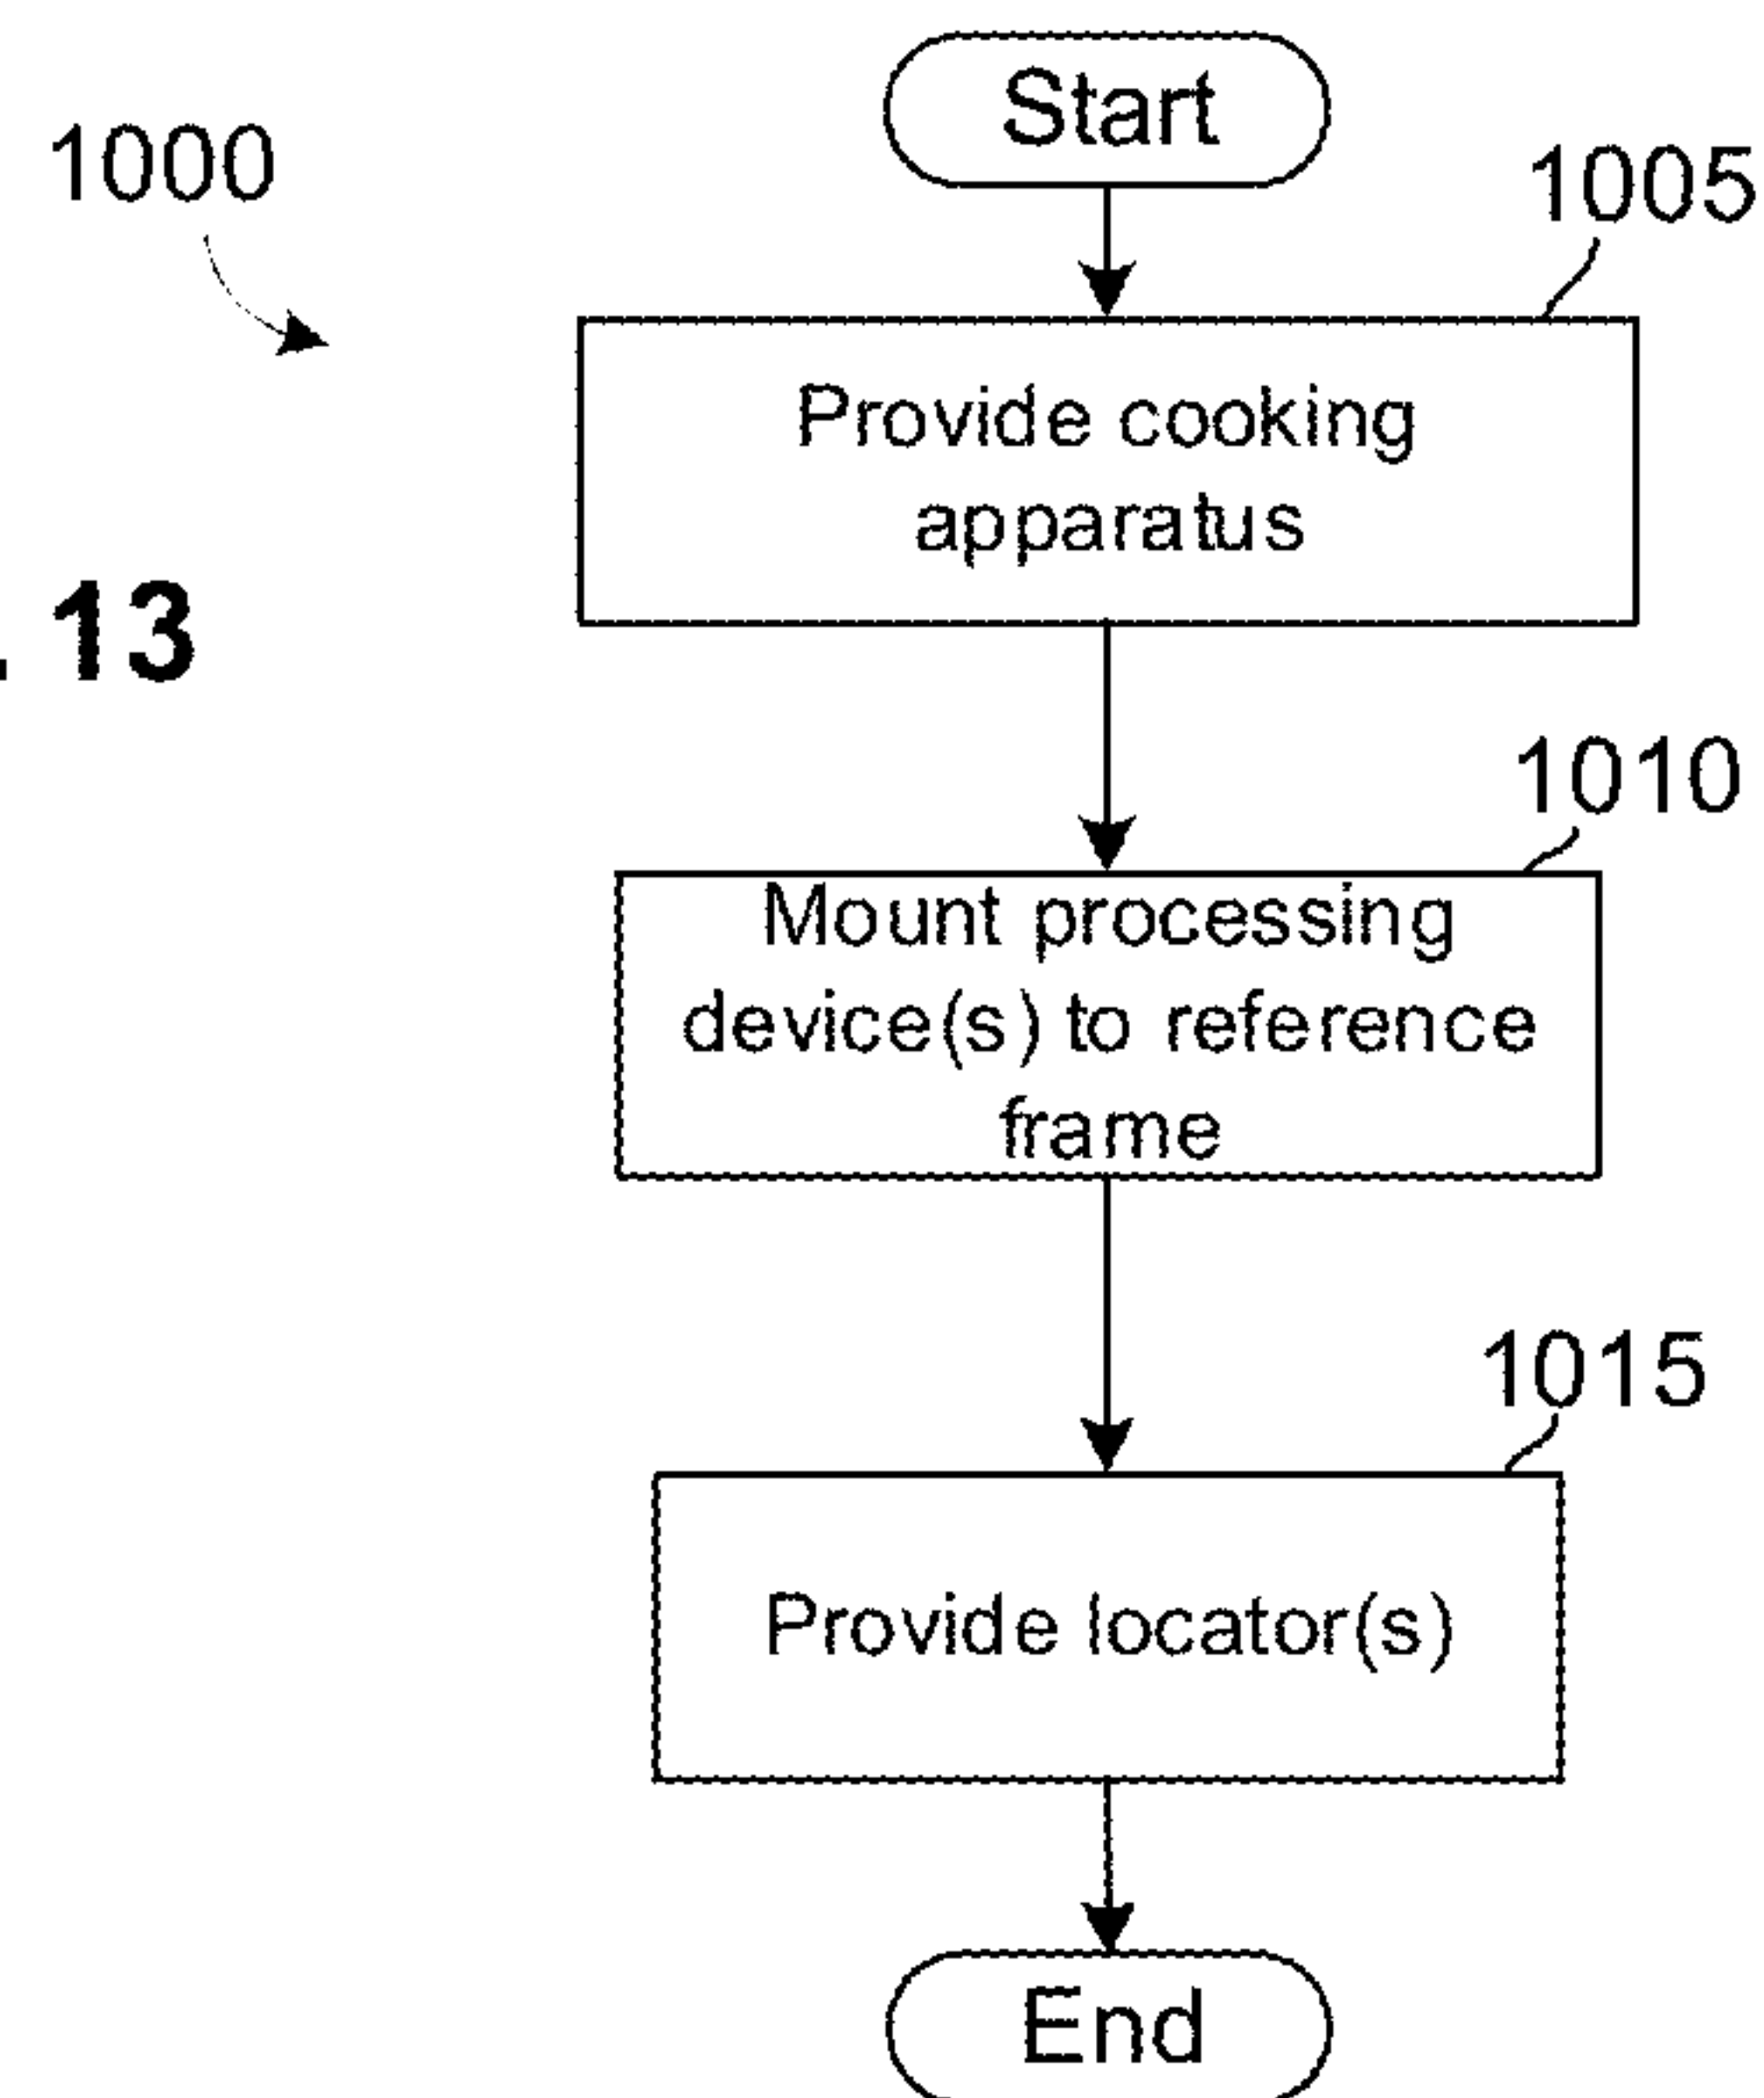 Start
1000
1005
Provide cooking
apparatus
. 13
1010
Mount processing
device(s) to reference
frame
1015
Provide locator(s)
End